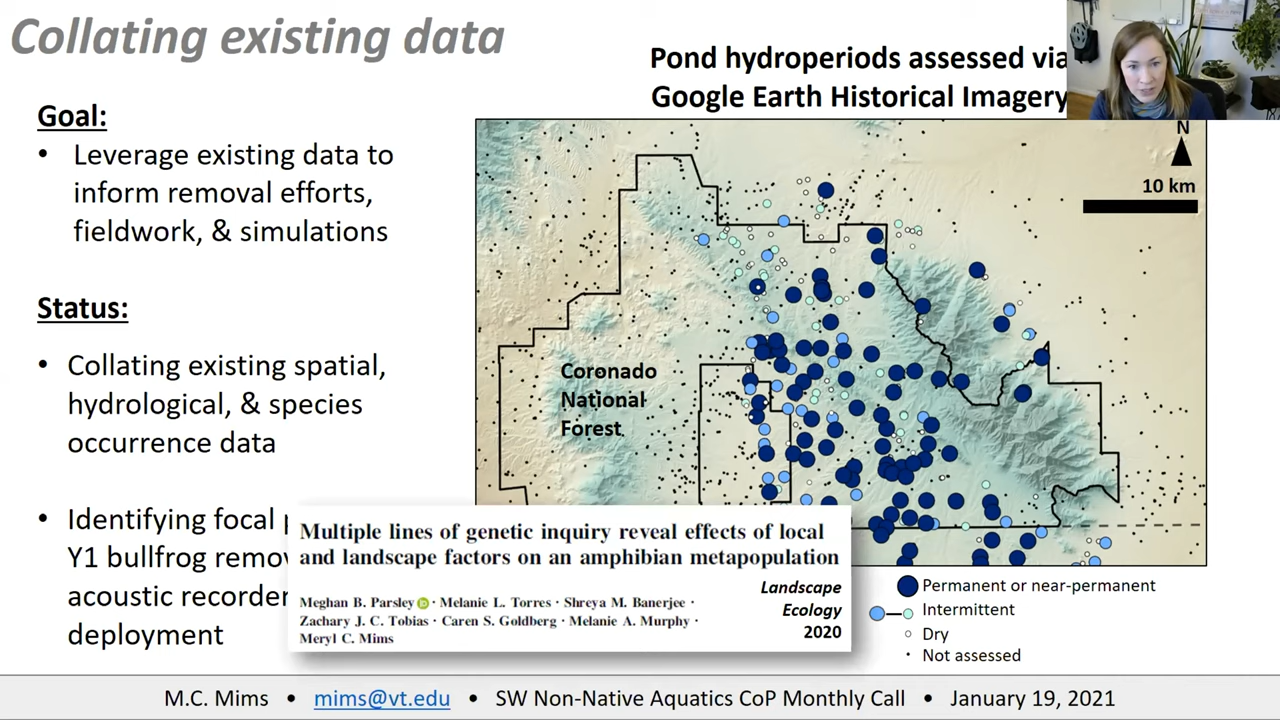 Collating existing data
Goal:
• Leverage existing data to
inform removal efforts,
fieldwork, & simulations
Status:
• Collating existing spatial,
hydrological, & species
occurrence data
• Identifying focal
Y1 bullfrog remov
acoustic recorder
deployment
Pond hydroperiods assessed via
Google Earth Historical Imagery
N
10 km
Coronado
National
Forest
Multiple lines of genetic inquiry reveal effects of local
and landscape factors on an amphibian metapopulation
Meghan B. Parsley · Melanie L. Torres · Shreya M. Banerjee ·
Zachary J. C. Tobias · Caren S. Goldberg · Melanie A. Murphy ·
Meryl C. Mims
Landscape
Ecology
2020
Permanent or near-permanent
Intermittent
Dry
Not assessed
M.C. Mims • mims@vt.edu • SW Non-Native Aquatics CoP Monthly Call • January 19, 2021